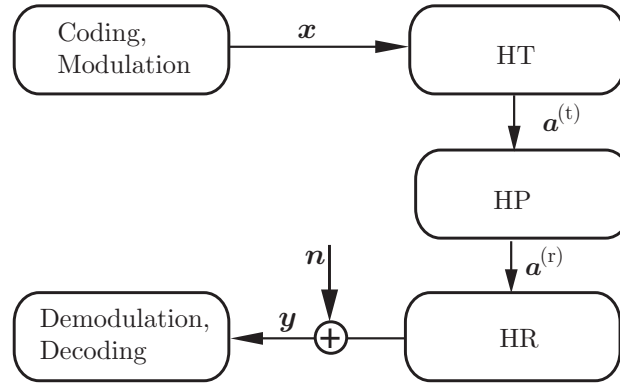 Coding,
Modulation
x
HT
a(t)
HP
a(r)
n
Demodulation,
Decoding
y
+
HR